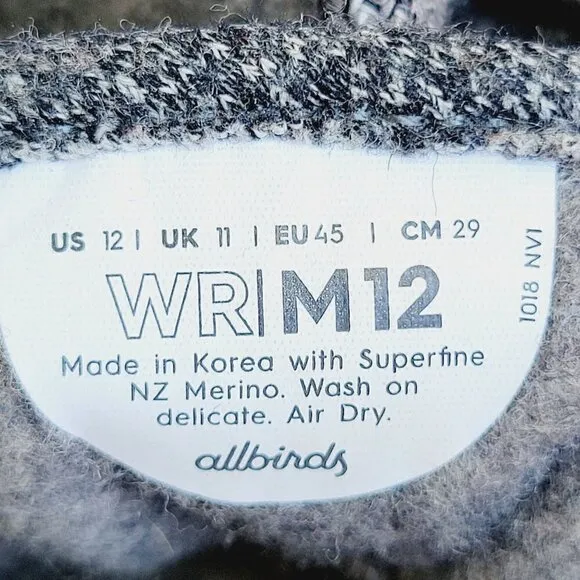 US 12 | UK 11 | EU 45 | CM 29
WR|M12
Made in Korea with Superfine
NZ Merino. Wash on
delicate. Air Dry.
allbirds
1018 NVI